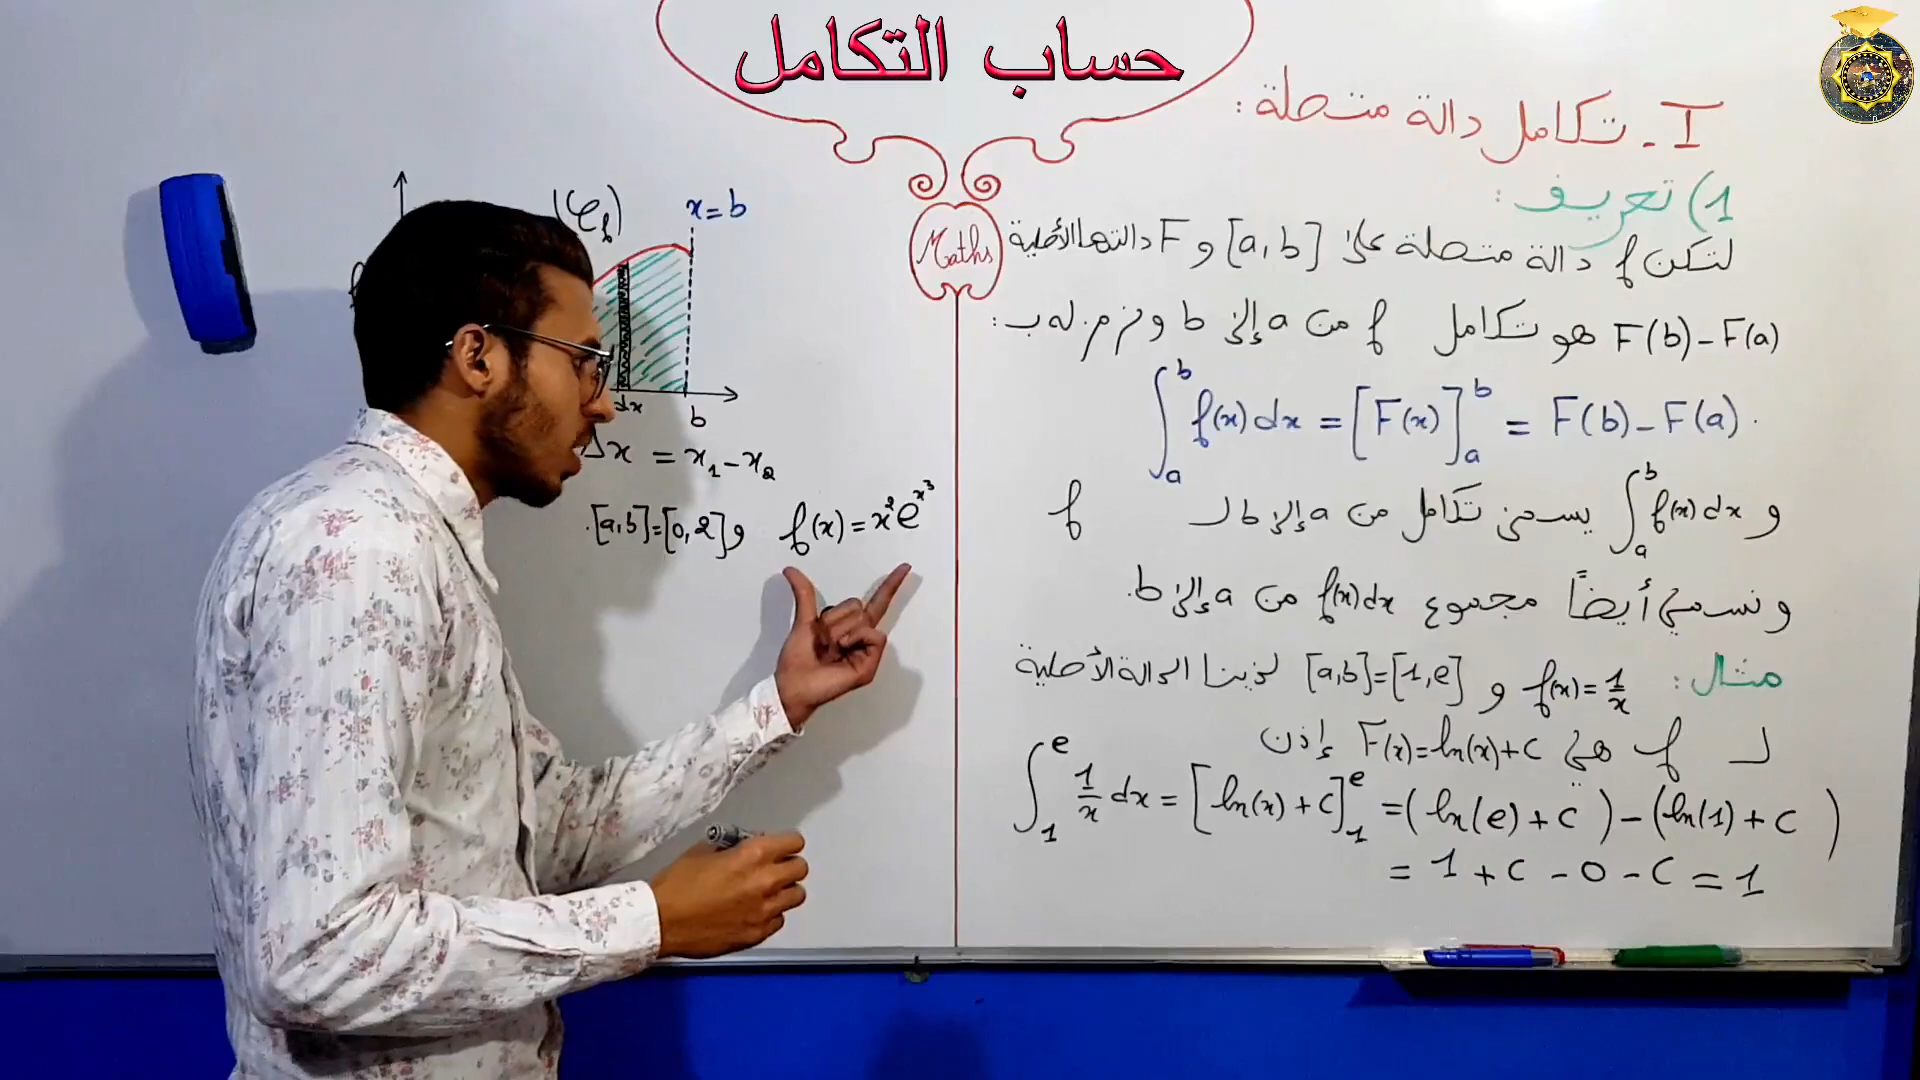 حساب التكامل
Maths
I - تكامل دالة متصلة :
1) تعريف :
لتكن f دالة متصلة على [a,b] و F دالتها الأصلية
F(b)-F(a) هو تكامل f من a إلى b ونرمز له ب :
∫_a^b f(x)dx = [F(x)]_a^b = F(b)-F(a).
و ∫_a^b f(x)dx يسمى تكامل من a إلى b لـ f
ونسمي أيضاً مجموع f(x)dx من a إلى b.
مثال : f(x)=1/x و [a,b]=[1,e] لدينا الدالة الأصلية
لـ f هي F(x)=ln(x)+c إذن
∫_1^e 1/x dx = [ln(x)+c]_1^e = (ln(e)+c) - (ln(1)+c)
= 1+c-0-c = 1
(C_f)
x=b
dx
b
Δx = x₁-x₂
f(x)=x²e^{x³} و [a,b]=[0,2].